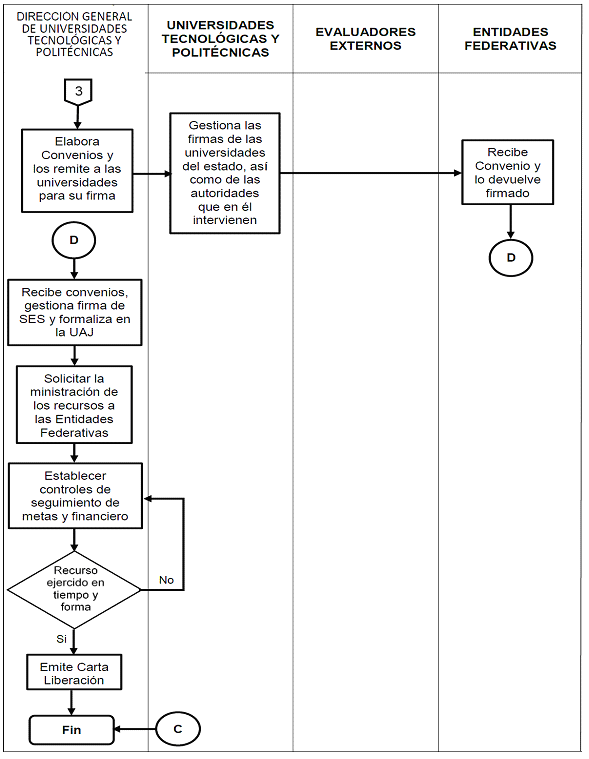 DIRECCION GENERAL
DE UNIVERSIDADES
TECNOLÓGICAS Y
POLITÉCNICAS
UNIVERSIDADES
TECNOLÓGICAS Y
POLITÉCNICAS
EVALUADORES
EXTERNOS
ENTIDADES
FEDERATIVAS
3
Elabora
Convenios y
los remite a las
universidades
para su firma
Gestiona las
firmas de las
universidades
del estado, así
como de las
autoridades
que en él
intervienen
Recibe
Convenio y
lo devuelve
firmado
D
D
Recibe convenios,
gestiona firma de
SES y formaliza en
la UAJ
Solicitar la
ministración de
los recursos a
las Entidades
Federativas
Establecer
controles de
seguimiento de
metas y financiero
Recurso
ejercido en
tiempo y
forma
No
Si
Emite Carta
Liberación
Fin
C